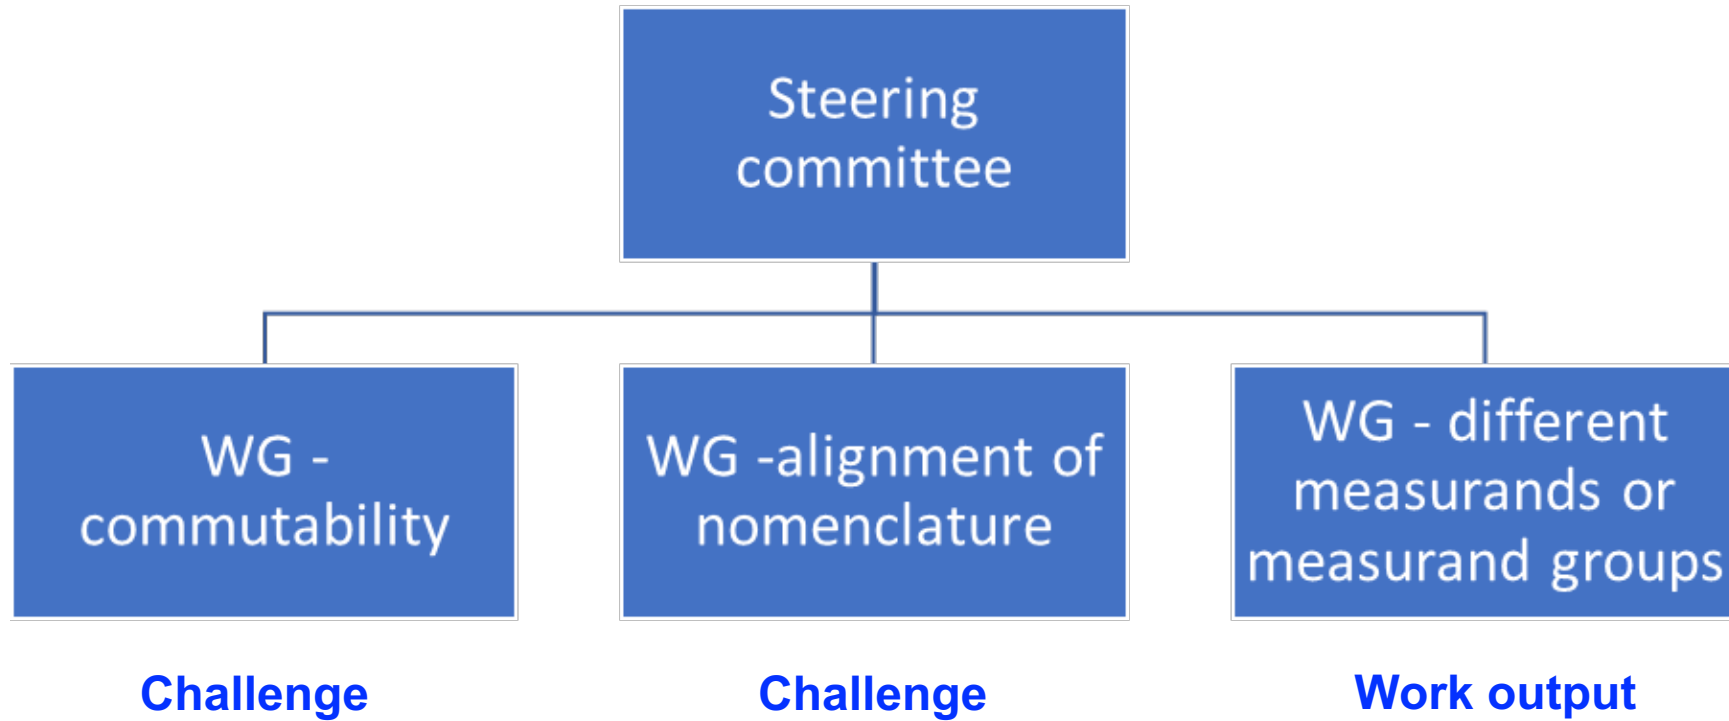 Steering
committee
WG -
commutability
WG -alignment of
nomenclature
WG - different
measurands or
measurand groups
Challenge
Challenge
Work output